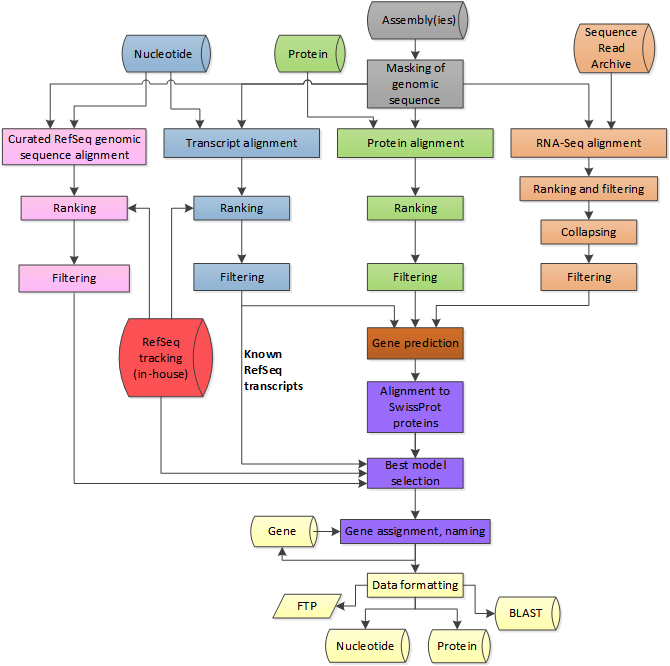 Assembly(ies)
Nucleotide
Protein
Sequence
Read
Archive
Masking of
genomic
sequence
Curated RefSeq genomic
sequence alignment
Transcript alignment
Protein alignment
RNA-Seq alignment
Ranking
Ranking
Ranking
Ranking and filtering
Collapsing
Filtering
Filtering
Filtering
Filtering
RefSeq
tracking
(in-house)
Known
RefSeq
transcripts
Gene prediction
Alignment to
SwissProt
proteins
Best model
selection
Gene
Gene assignment, naming
Data formatting
FTP
BLAST
Nucleotide
Protein